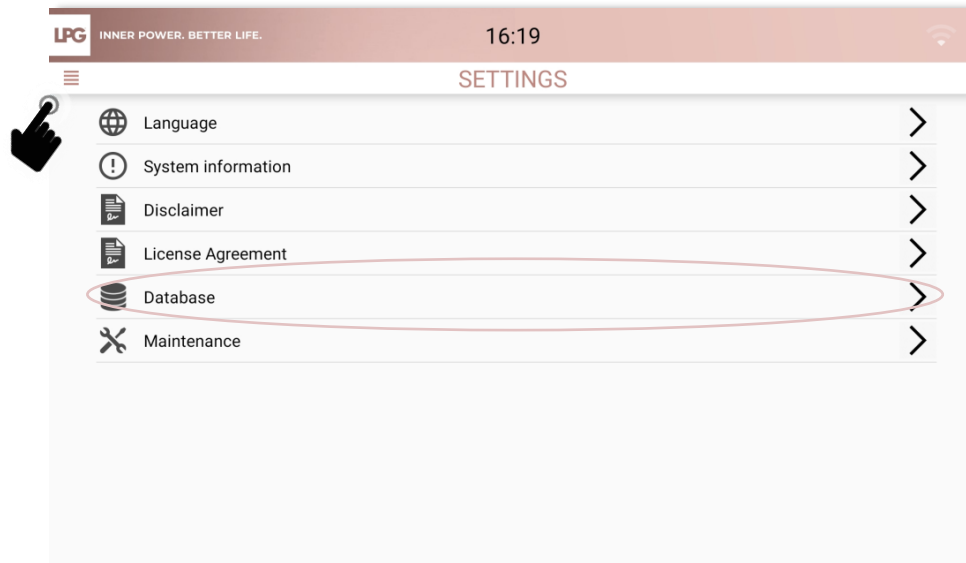 LPG INNER POWER. BETTER LIFE. 16:19
SETTINGS
Language
System information
Disclaimer
License Agreement
Database
Maintenance